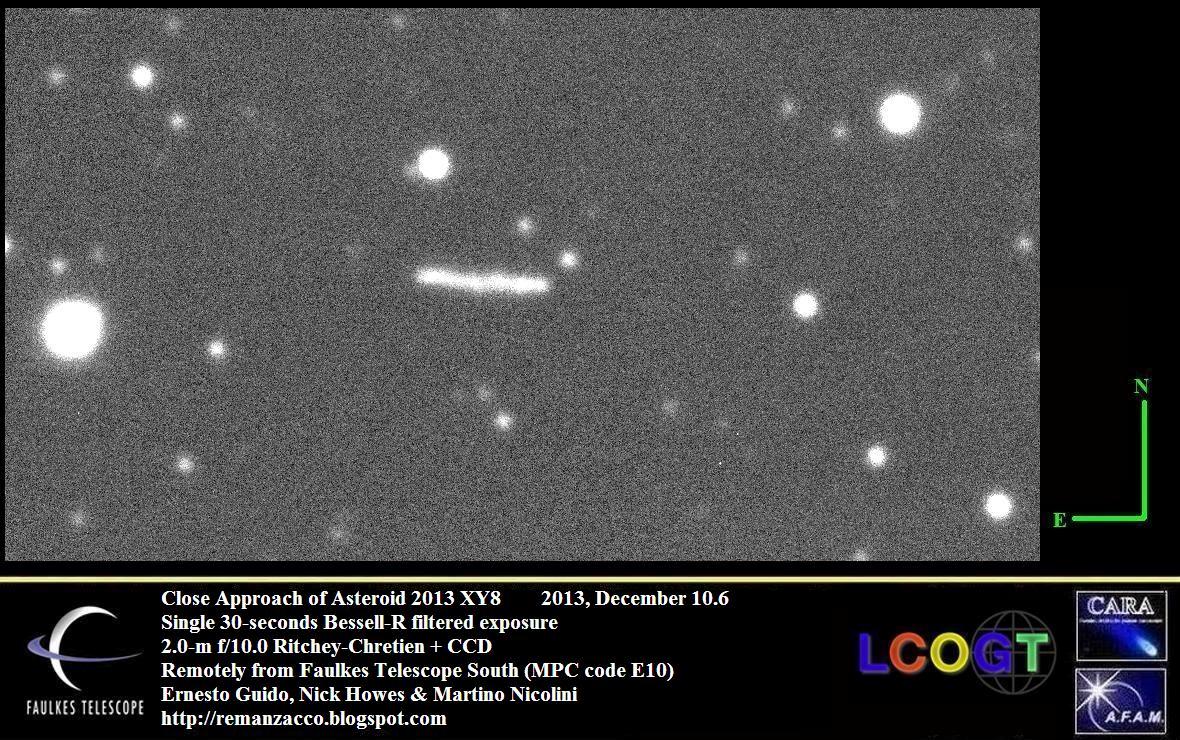 N
E
Close Approach of Asteroid 2013 XY8 2013, December 10.6
Single 30-seconds Bessell-R filtered exposure
2.0-m f/10.0 Ritchey-Chretien + CCD
Remotely from Faulkes Telescope South (MPC code E10)
Ernesto Guido, Nick Howes & Martino Nicolini
http://remanzacco.blogspot.com
FAULKES TELESCOPE
LCOGT
CARA
A.F.A.M.